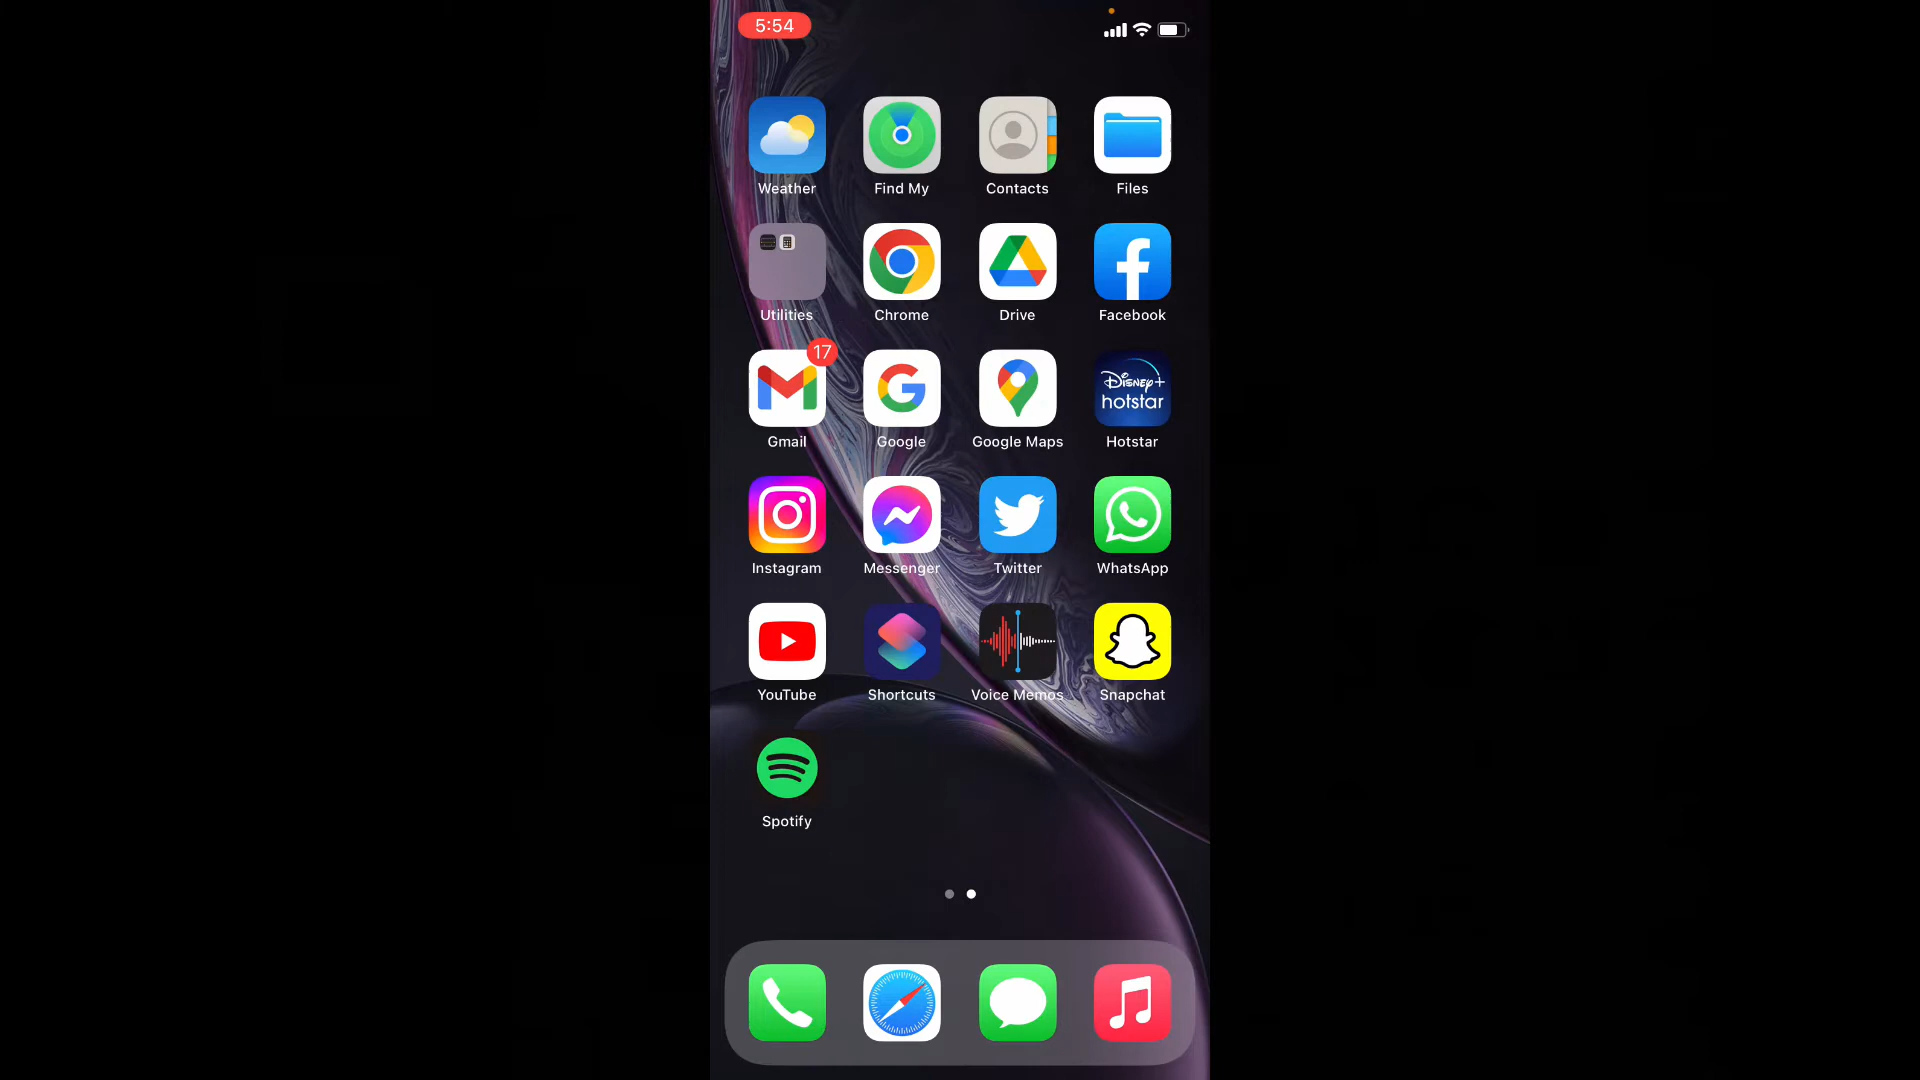 5:54
Weather Find My Contacts Files
Utilities Chrome Drive Facebook
17
Disney+
hotstar
Gmail Google Google Maps Hotstar
Instagram Messenger Twitter WhatsApp
YouTube Shortcuts Voice Memos Snapchat
Spotify